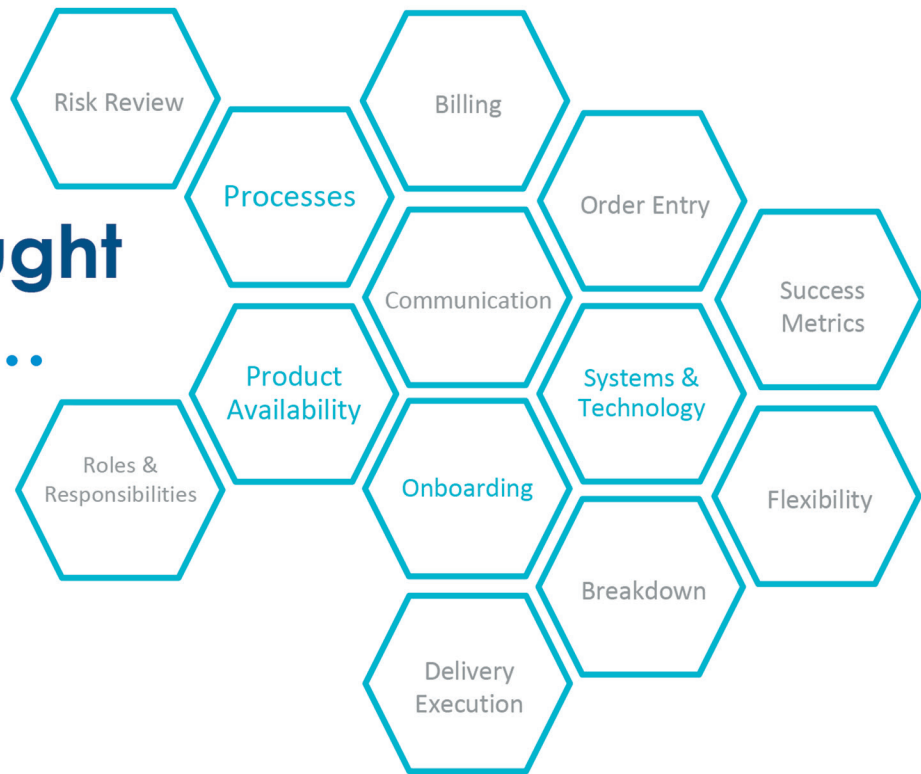 Risk Review
Billing
Processes
Order Entry
ught
Communication
Success
Metrics
...
Product
Availability
Systems &
Technology
Roles &
Responsibilities
Onboarding
Flexibility
Breakdown
Delivery
Execution